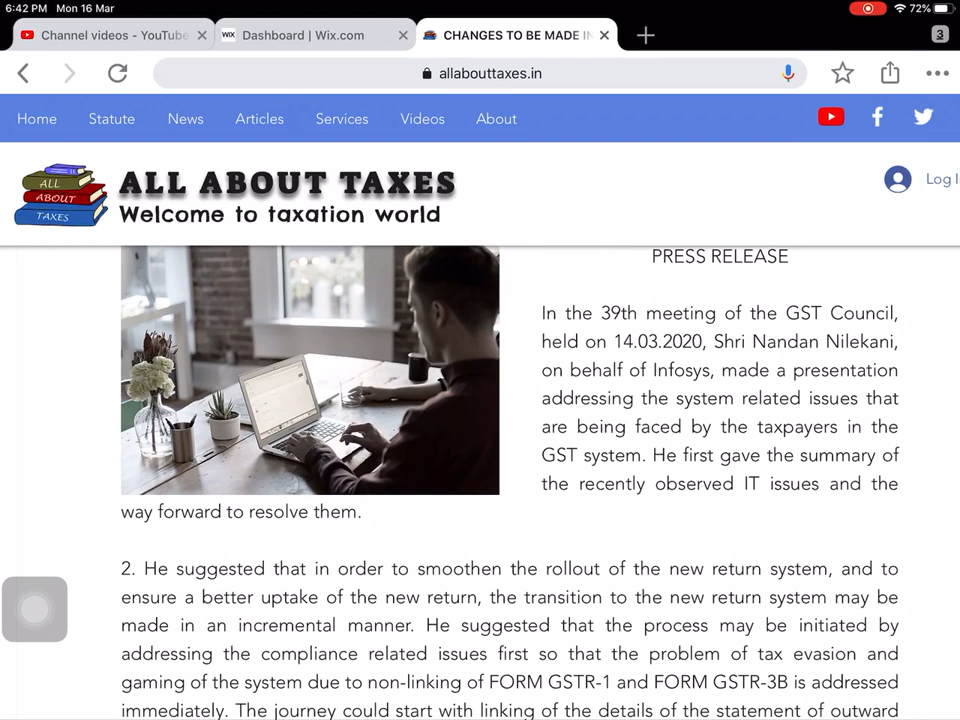 6:42 PM Mon 16 Mar 72%
Channel videos - YouTube Dashboard | Wix.com CHANGES TO BE MADE IN 3
allabouttaxes.in
Home Statute News Articles Services Videos About
ALL ABOUT TAXES
ALL ABOUT TAXES
Welcome to taxation world
Log I
PRESS RELEASE
In the 39th meeting of the GST Council,
held on 14.03.2020, Shri Nandan Nilekani,
on behalf of Infosys, made a presentation
addressing the system related issues that
are being faced by the taxpayers in the
GST system. He first gave the summary of
the recently observed IT issues and the
way forward to resolve them.
2. He suggested that in order to smoothen the rollout of the new return system, and to
ensure a better uptake of the new return, the transition to the new return system may be
made in an incremental manner. He suggested that the process may be initiated by
addressing the compliance related issues first so that the problem of tax evasion and
gaming of the system due to non-linking of FORM GSTR-1 and FORM GSTR-3B is addressed
immediately. The journey could start with linking of the details of the statement of outward